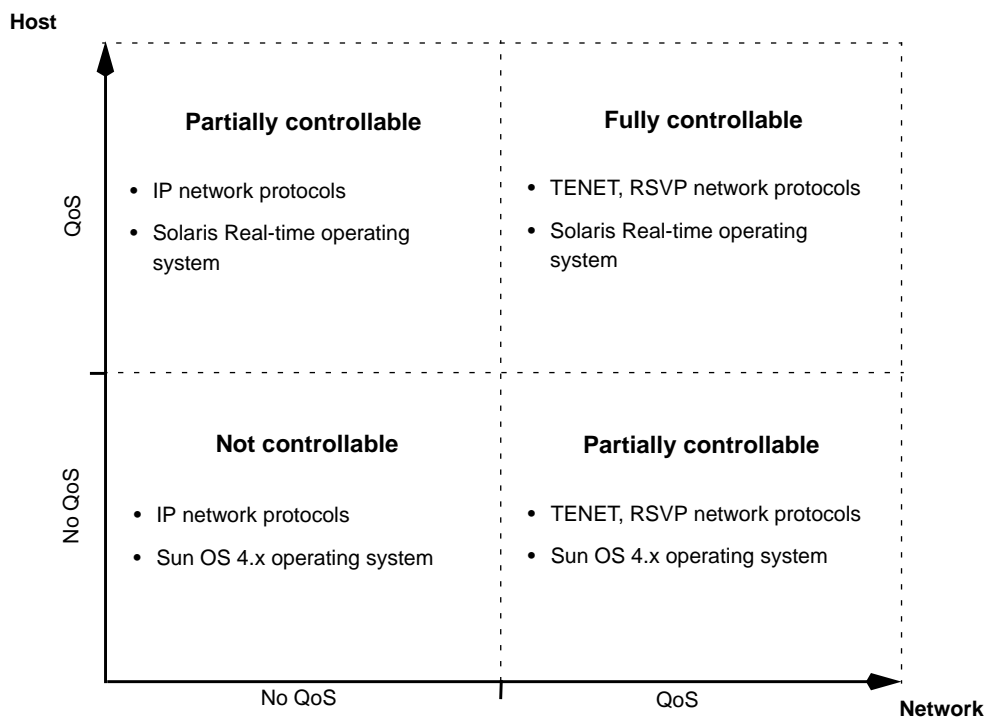 Host
Partially controllable
• IP network protocols
• Solaris Real-time operating
system
Fully controllable
• TENET, RSVP network protocols
• Solaris Real-time operating
system
QoS
Not controllable
• IP network protocols
• Sun OS 4.x operating system
Partially controllable
• TENET, RSVP network protocols
• Sun OS 4.x operating system
No QoS
No QoS
QoS
Network